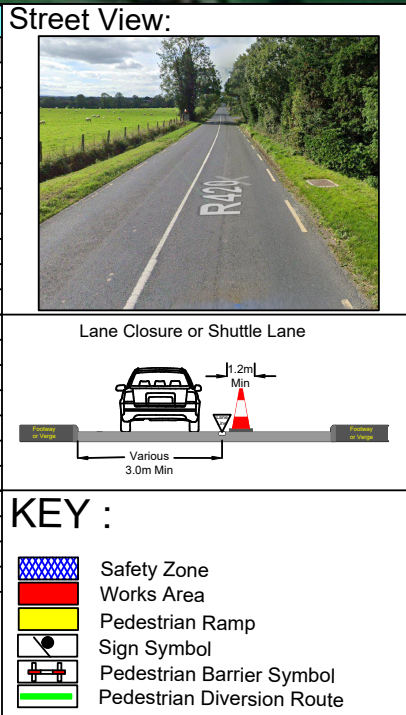 Street View:
R420
Lane Closure or Shuttle Lane
1.2m
Min
Footway
or Verge
Footway
or Verge
Various
3.0m Min
KEY :
Safety Zone
Works Area
Pedestrian Ramp
Sign Symbol
Pedestrian Barrier Symbol
Pedestrian Diversion Route